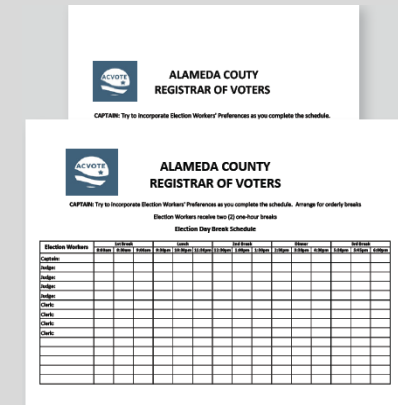 ACVOTE
ALAMEDA COUTY
REGISTRAR OF VOTERS
CAPTAIN: Try to Incorporate Election Workers' Preferences as you complete the schedule.
ACVOTE
ALAMEDA COUNTY
REGISTRAR OF VOTERS
CAPTAIN: Try to Incorporate Election Workers' Preferences as you complete the schedule. Arrange for orderly breaks
Election Workers receive two (2) one-hour breaks
Election Day Break Schedule
Election Workers 1st Break Lunch 2nd Break Dinner 3rd Break
Captain:
Judge:
Judge:
Judge:
Judge:
Clerk:
Clerk:
Clerk:
Clerk: